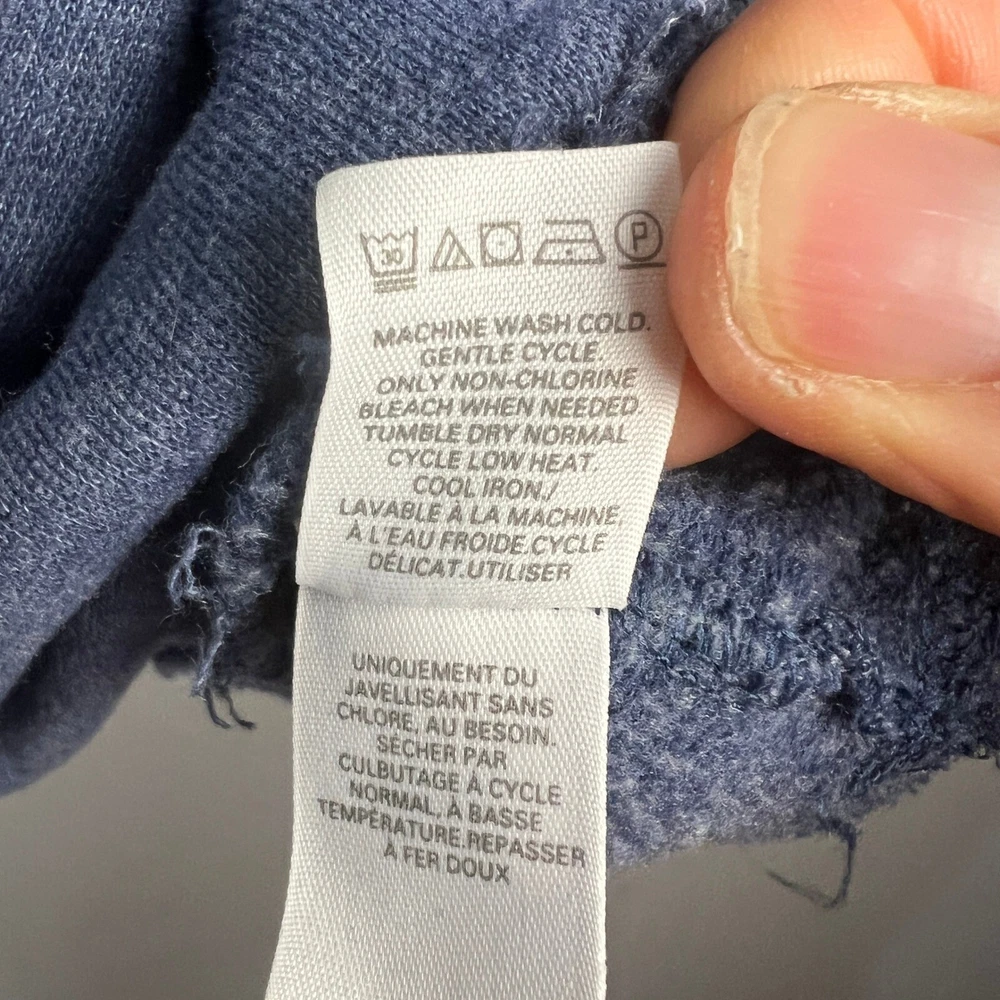 30 P
MACHINE WASH COLD.
GENTLE CYCLE.
ONLY NON-CHLORINE
BLEACH WHEN NEEDED.
TUMBLE DRY NORMAL
CYCLE LOW HEAT.
COOL IRON./
LAVABLE À LA MACHINE,
À L'EAU FROIDE.CYCLE
DÉLICAT.UTILISER
UNIQUEMENT DU
JAVELLISANT SANS
CHLORE, AU BESOIN.
SÉCHER PAR
CULBUTAGE À CYCLE
NORMAL, À BASSE
TEMPÉRATURE.REPASSER
À FER DOUX